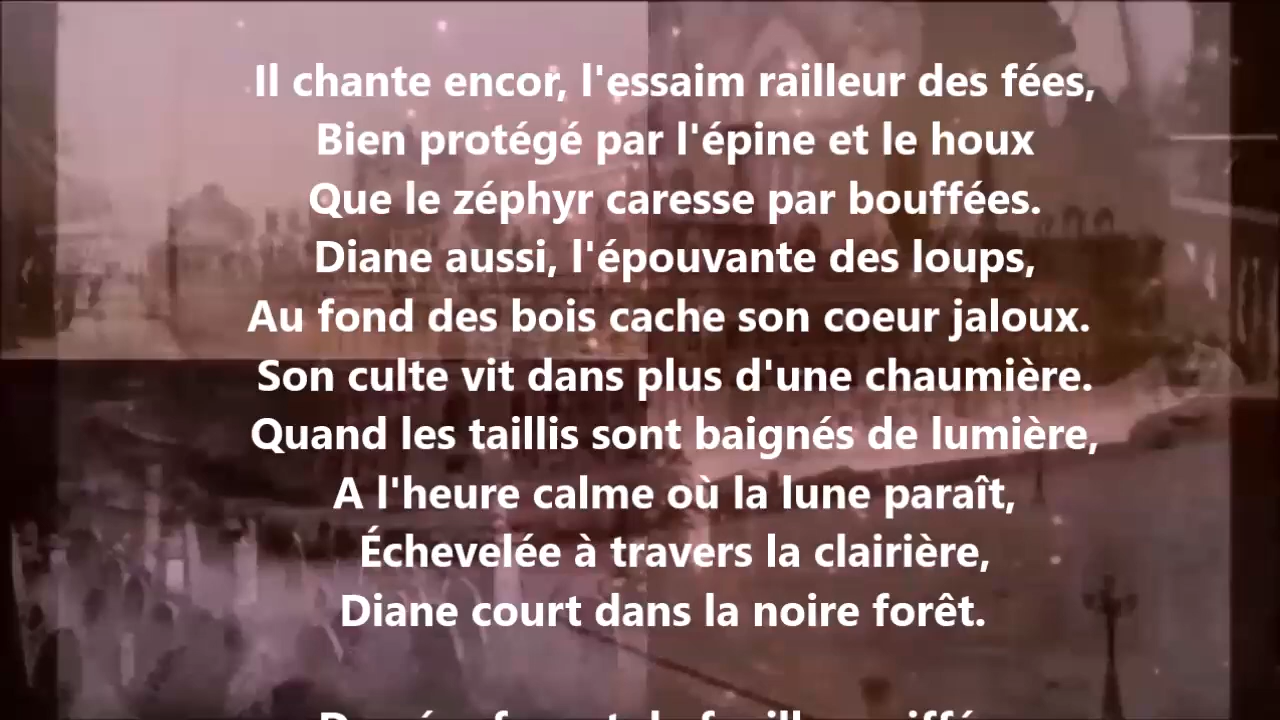 Il chante encor, l'essaim railleur des fées,
Bien protégé par l'épine et le houx
Que le zéphyr caresse par bouffées.
Diane aussi, l'épouvante des loups,
Au fond des bois cache son coeur jaloux.
Son culte vit dans plus d'une chaumière.
Quand les taillis sont baignés de lumière,
A l'heure calme où la lune paraît,
Échevelée à travers la clairière,
Diane court dans la noire forêt.